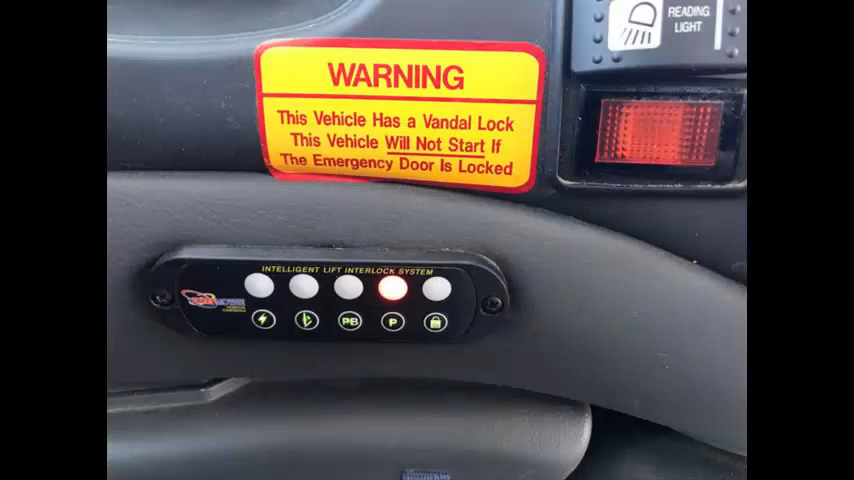 READING
LIGHT
WARNING
This Vehicle Has a Vandal Lock
This Vehicle Will Not Start If
The Emergency Door Is Locked
INTELLIGENT LIFT INTERLOCK SYSTEM
PB
P